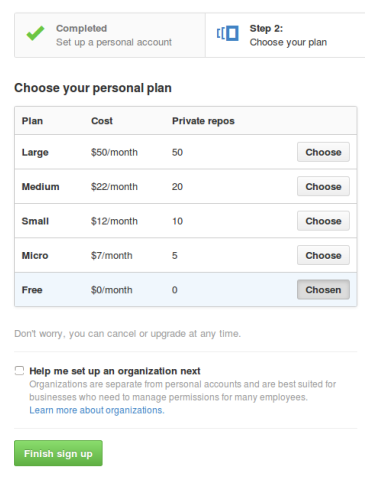 Completed
Set up a personal account
Step 2:
Choose your plan
Choose your personal plan
Plan Cost Private repos
Large $50/month 50 Choose
Medium $22/month 20 Choose
Small $12/month 10 Choose
Micro $7/month 5 Choose
Free $0/month 0 Chosen
Don't worry, you can cancel or upgrade at any time.
Help me set up an organization next
Organizations are separate from personal accounts and are best suited for
businesses who need to manage permissions for many employees.
Learn more about organizations.
Finish sign up